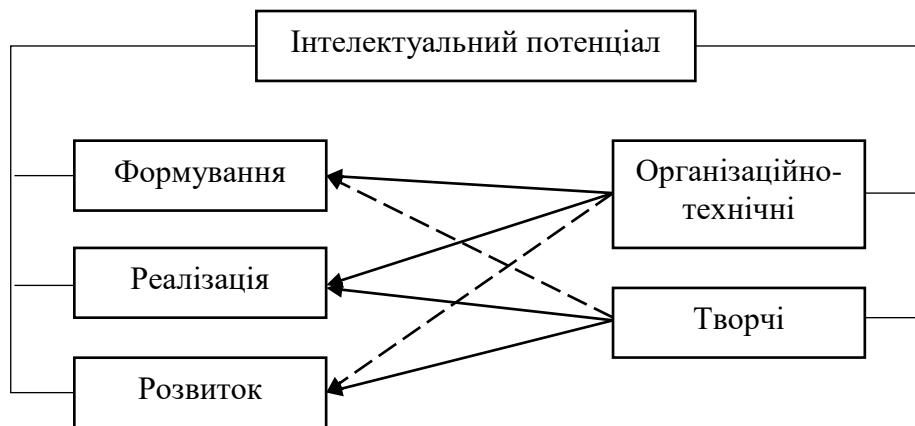 Інтелектуальний потенціал
Формування
Організаційно-
технічні
Реалізація
Творчі
Розвиток